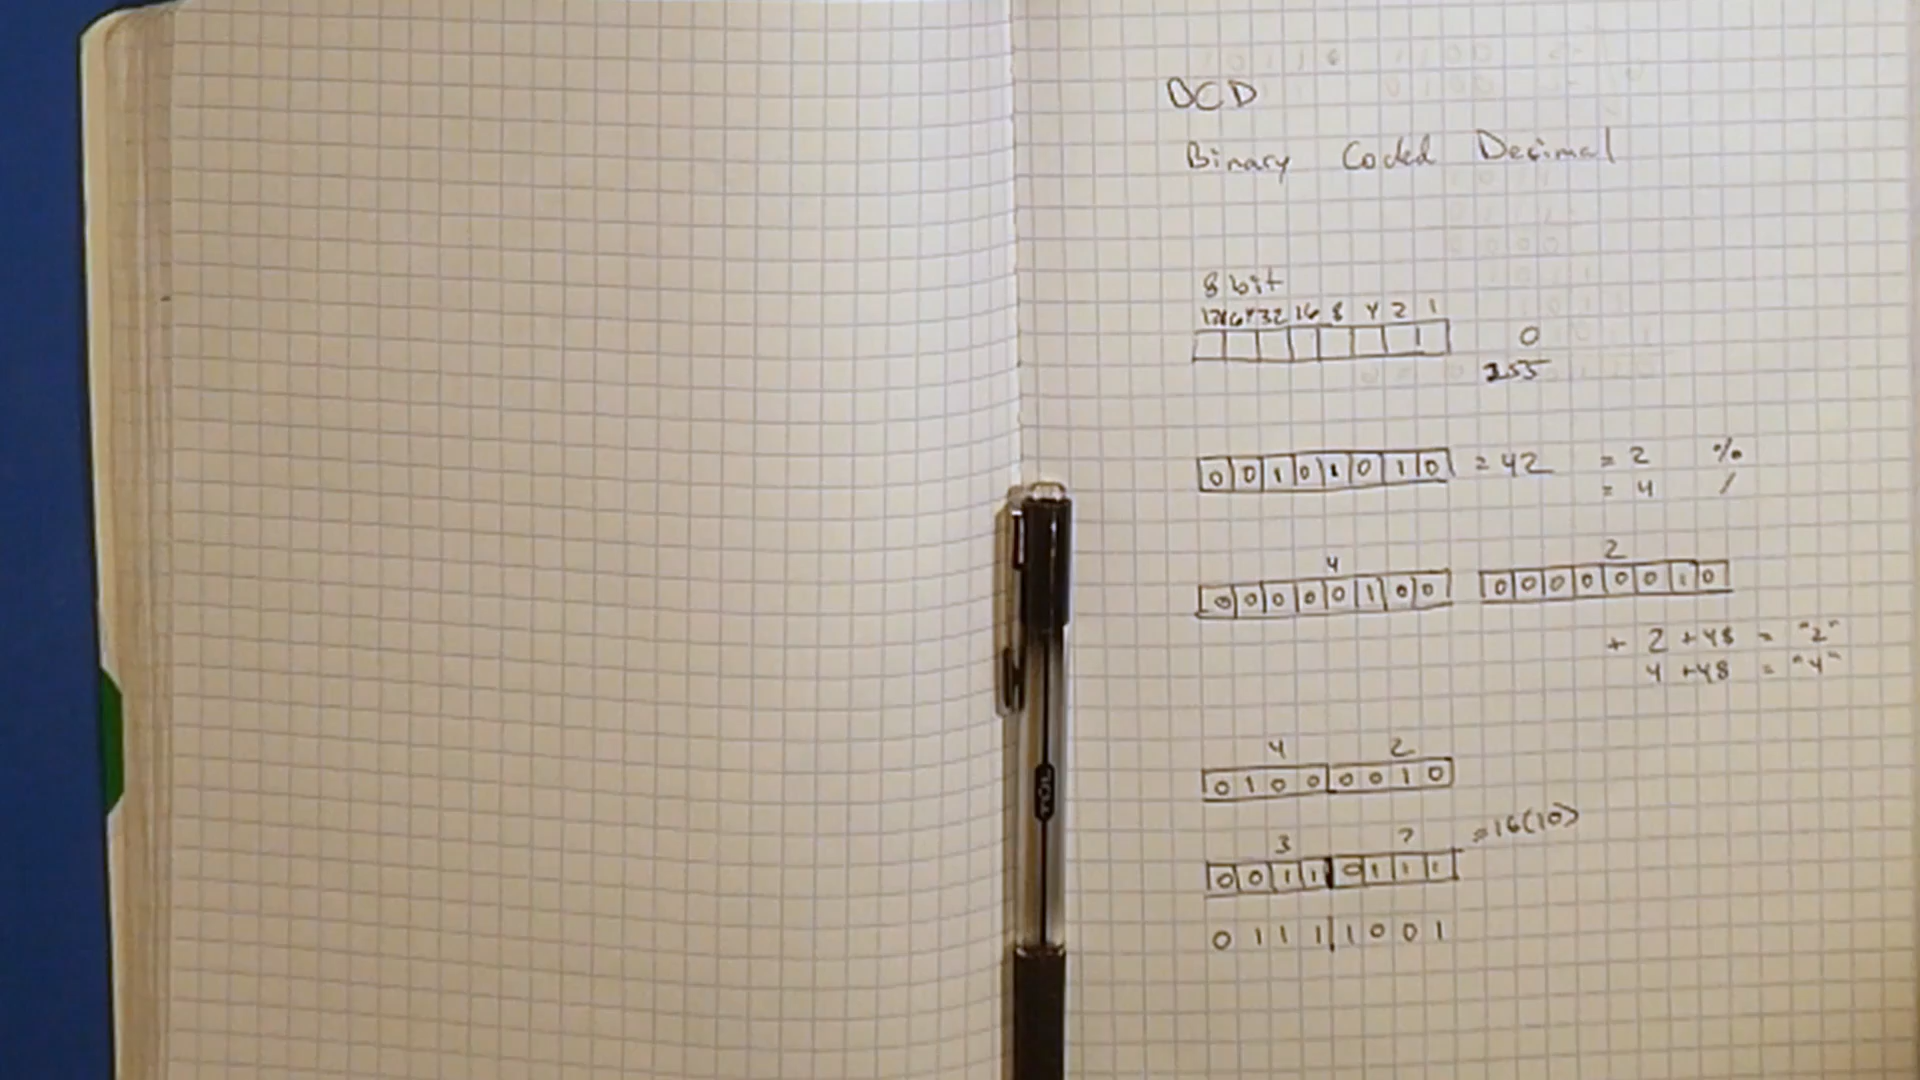 BCD
Binary Coded Decimal
8 bit
128 64 32 16 8 4 2 1
1 0
255
0 0 1 0 1 0 1 0 = 42 = 2 %
= 4 /
4 2
0 0 0 0 0 1 0 0 0 0 0 0 0 0 1 0
+ 2 +48 = "2"
4 +48 = "4"
4 2
0 1 0 0 0 0 1 0
3 7 = 16(10)
0 0 1 1 0 1 1 1
0 1 1 1 1 0 0 1